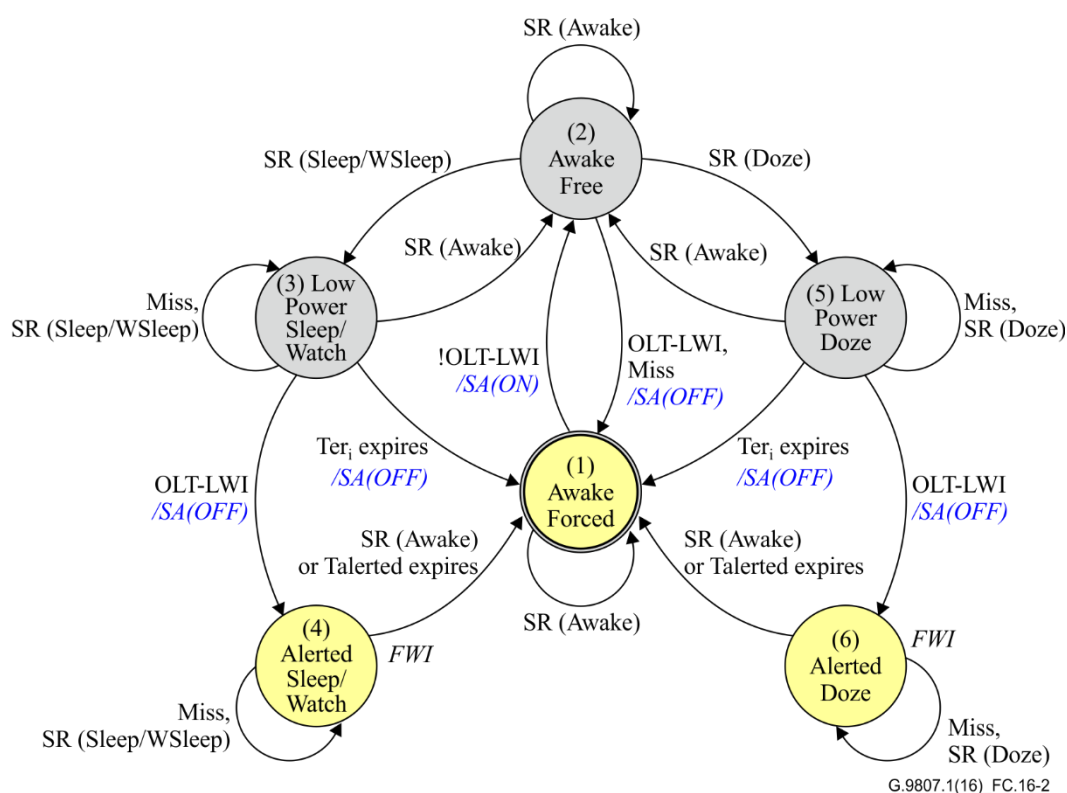 SR (Awake)
(2)
Awake
Free
SR (Sleep/WSleep)
SR (Doze)
SR (Awake)
SR (Awake)
(3) Low
Power
Sleep/
Watch
(5) Low
Power
Doze
Miss,
SR (Sleep/WSleep)
Miss,
SR (Doze)
!OLT-LWI
/SA(ON)
OLT-LWI,
Miss
/SA(OFF)
Teri expires
/SA(OFF)
(1)
Awake
Forced
Teri expires
/SA(OFF)
OLT-LWI
/SA(OFF)
OLT-LWI
/SA(OFF)
SR (Awake)
or Talerted expires
SR (Awake)
or Talerted expires
SR (Awake)
(4)
Alerted
Sleep/
Watch
FWI
(6)
Alerted
Doze
FWI
Miss,
SR (Sleep/WSleep)
Miss,
SR (Doze)
G.9807.1(16) FC.16-2